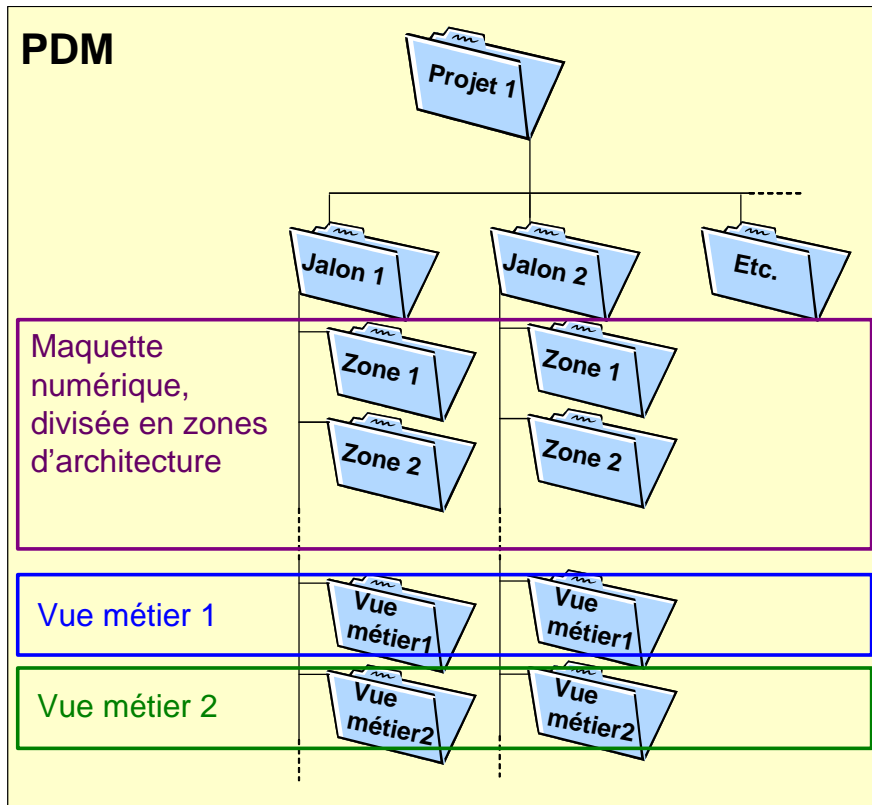 PDM
Projet 1
Jalon 1
Jalon 2
Etc.
Maquette
numérique,
divisée en zones
d'architecture
Zone 1
Zone 1
Zone 2
Zone 2
Vue métier 1
Vue
métier1
Vue
métier1
Vue métier 2
Vue
métier2
Vue
métier2